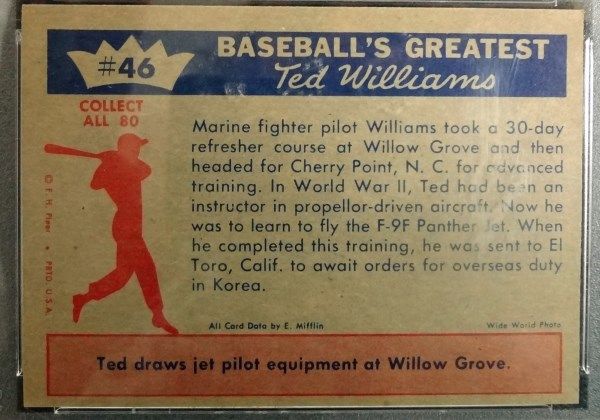 #46
BASEBALL'S GREATEST
Ted Williams
COLLECT
ALL 80
Marine fighter pilot Williams took a 30-day
refresher course at Willow Grove and then
headed for Cherry Point, N. C. for advanced
training. In World War II, Ted had been an
instructor in propellor-driven aircraft. Now he
was to learn to fly the F-9F Panther Jet. When
he completed this training, he was sent to El
Toro, Calif. to await orders for overseas duty
in Korea.
© F. H. Fleer • PRTD. U.S.A.
All Card Data by E. Mifflin
Wide World Photo
Ted draws jet pilot equipment at Willow Grove.